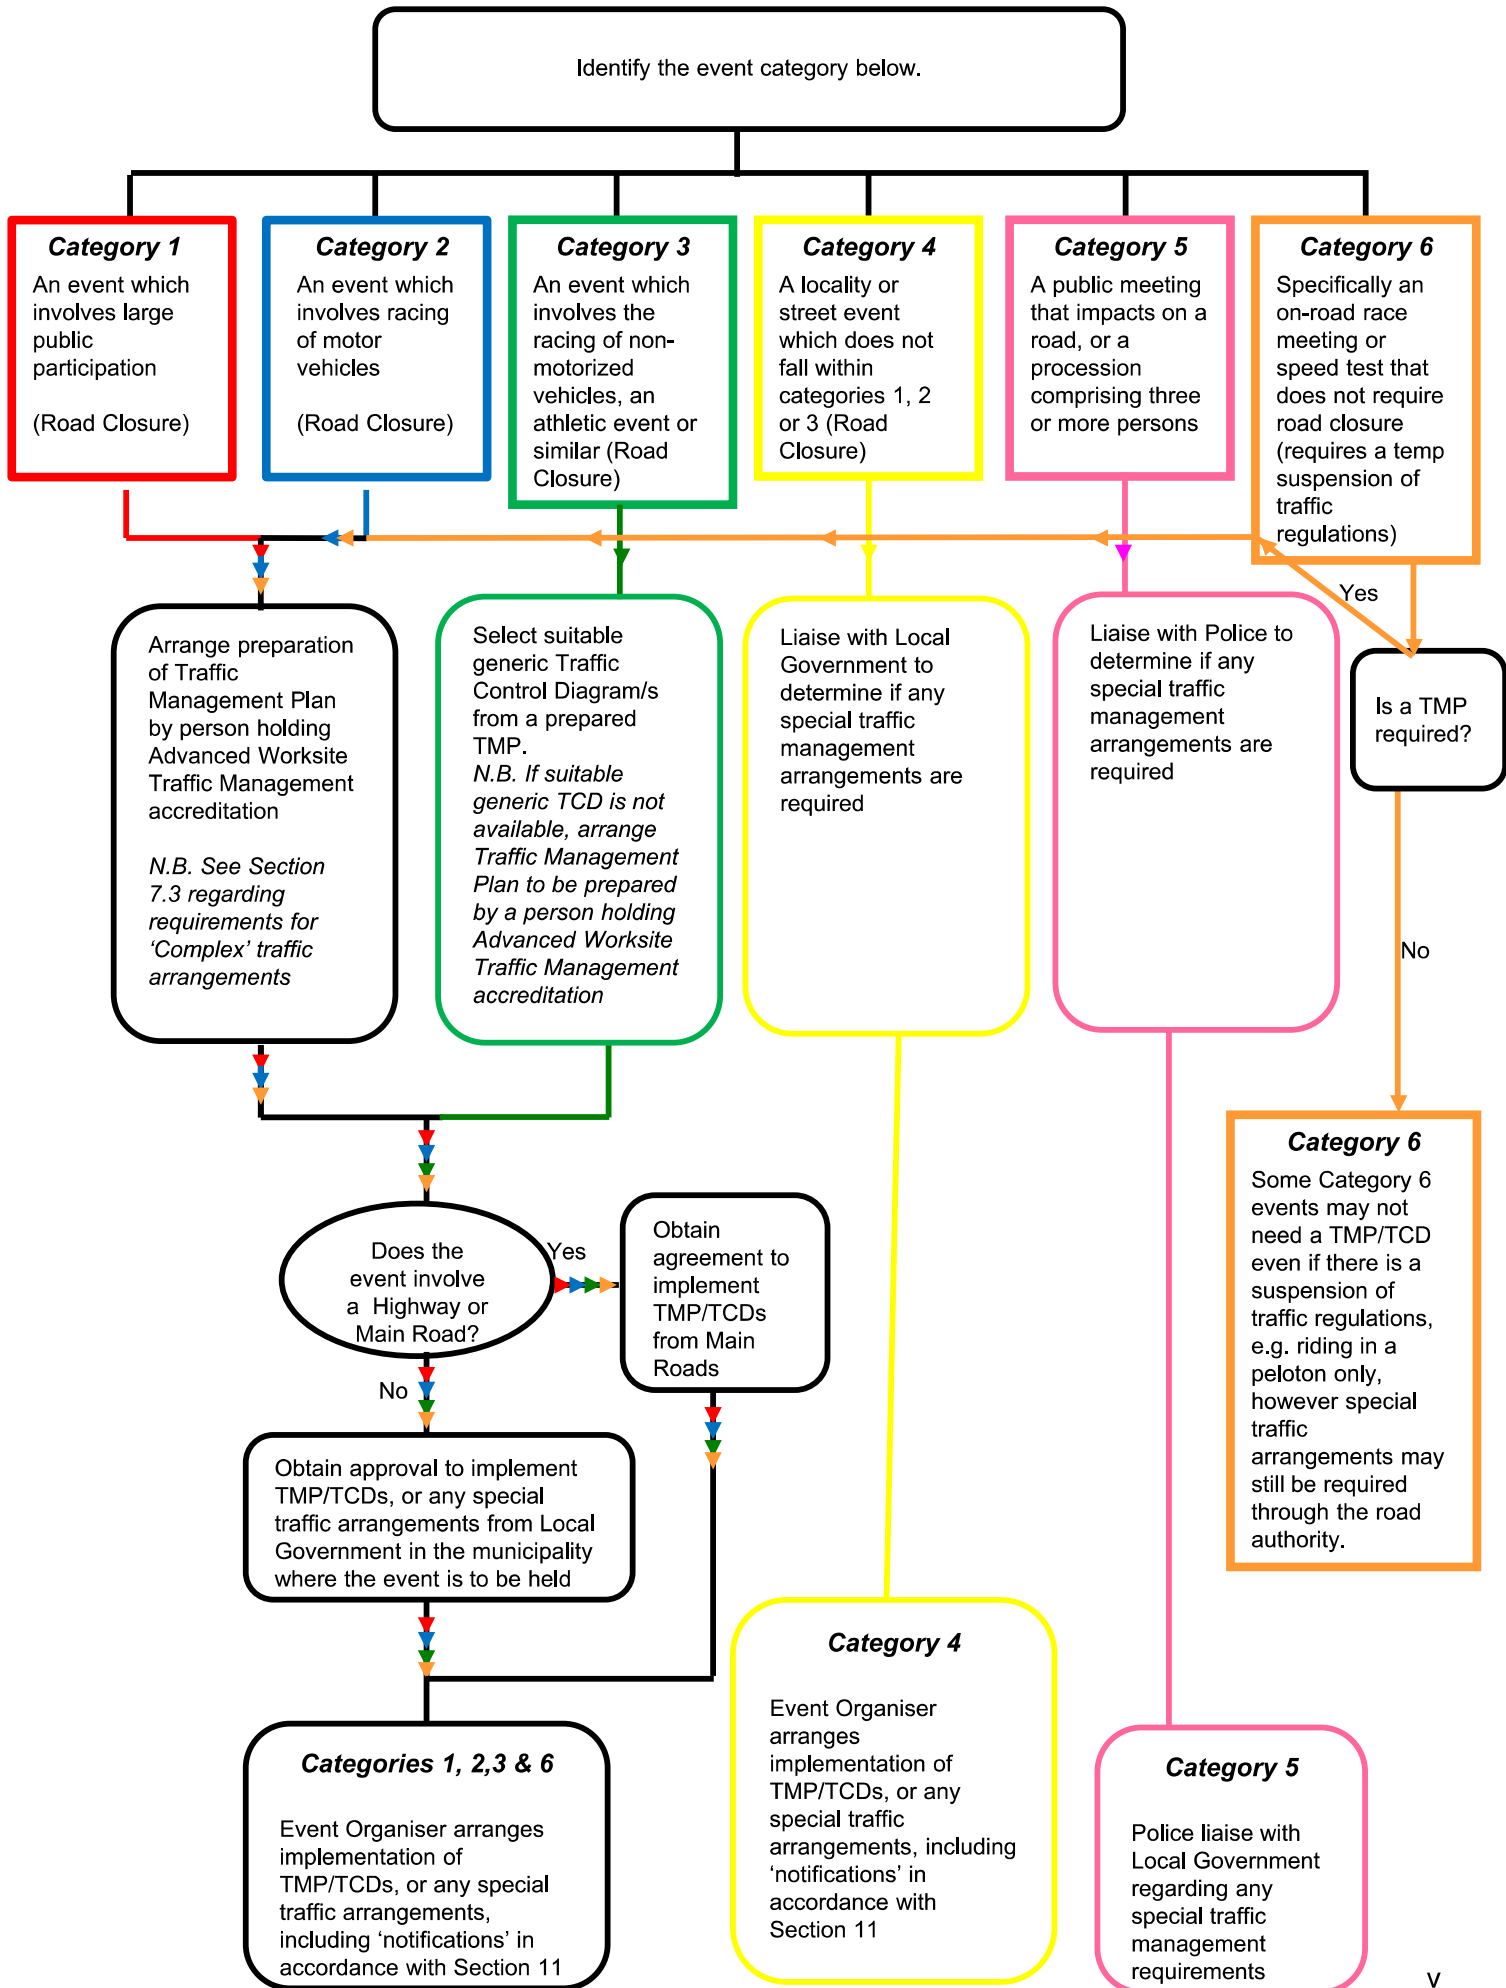 Identify the event category below.
Category 1
An event which
involves large
public
participation
(Road Closure)
Category 2
An event which
involves racing
of motor
vehicles
(Road Closure)
Category 3
An event which
involves the
racing of non-
motorized
vehicles, an
athletic event or
similar (Road
Closure)
Category 4
A locality or
street event
which does not
fall within
categories 1, 2
or 3 (Road
Closure)
Category 5
A public meeting
that impacts on a
road, or a
procession
comprising three
or more persons
Category 6
Specifically an
on-road race
meeting or
speed test that
does not require
road closure
(requires a temp
suspension of
traffic
regulations)
Yes
Arrange preparation
of Traffic
Management Plan
by person holding
Advanced Worksite
Traffic Management
accreditation
N.B. See Section
7.3 regarding
requirements for
‘Complex’ traffic
arrangements
Select suitable
generic Traffic
Control Diagram/s
from a prepared
TMP.
N.B. If suitable
generic TCD is not
available, arrange
Traffic Management
Plan to be prepared
by a person holding
Advanced Worksite
Traffic Management
accreditation
Liaise with Local
Government to
determine if any
special traffic
management
arrangements are
required
Liaise with Police to
determine if any
special traffic
management
arrangements are
required
Is a TMP
required?
No
Category 6
Some Category 6
events may not
need a TMP/TCD
even if there is a
suspension of
traffic regulations,
e.g. riding in a
peloton only,
however special
traffic
arrangements may
still be required
through the road
authority.
Does the
event involve
a Highway or
Main Road?
Yes
Obtain
agreement to
implement
TMP/TCDs
from Main
Roads
No
Obtain approval to implement
TMP/TCDs, or any special
traffic arrangements from Local
Government in the municipality
where the event is to be held
Categories 1, 2,3 & 6
Event Organiser arranges
implementation of
TMP/TCDs, or any special
traffic arrangements,
including ‘notifications’ in
accordance with Section 11
Category 4
Event Organiser
arranges
implementation of
TMP/TCDs, or any
special traffic
arrangements, including
‘notifications’ in
accordance with
Section 11
Category 5
Police liaise with
Local Government
regarding any
special traffic
management
requirements
v